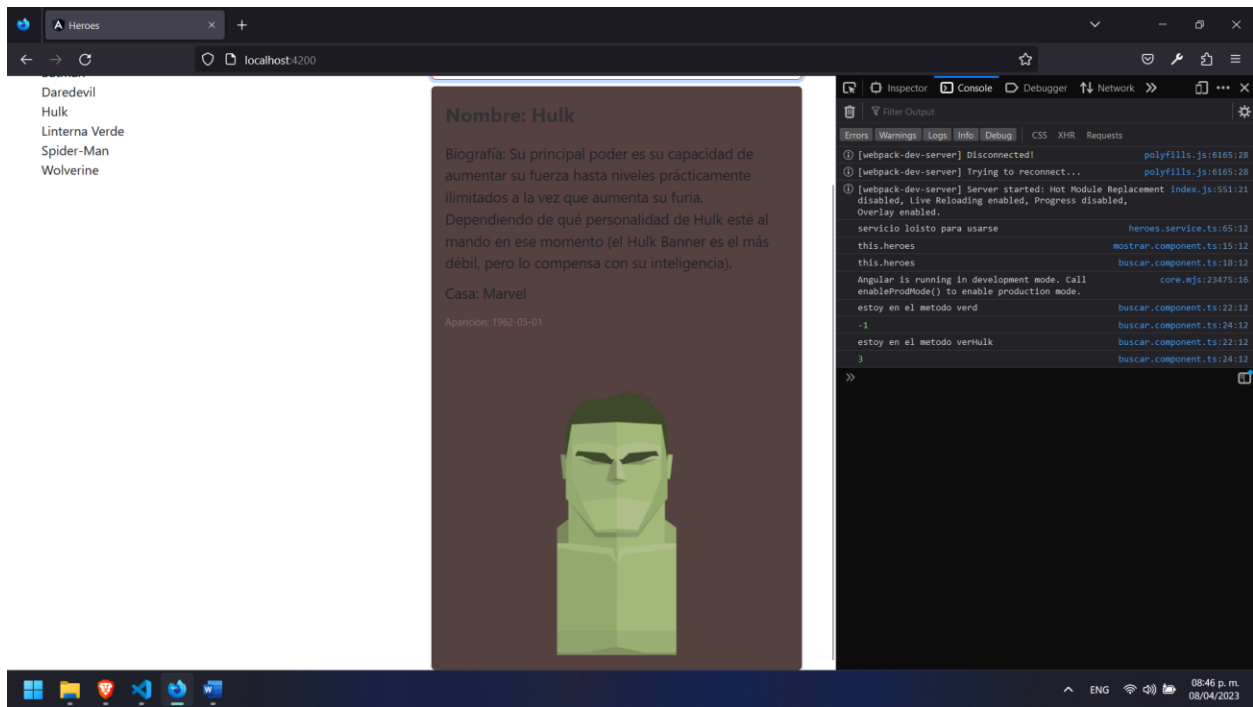 Heroes
localhost:4200
Daredevil
Hulk
Linterna Verde
Spider-Man
Wolverine
Nombre: Hulk
Biografía: Su principal poder es su capacidad de
aumentar su fuerza hasta niveles prácticamente
ilimitados a la vez que aumenta su furia.
Dependiendo de qué personalidad de Hulk esté al
mando en ese momento (el Hulk Banner es el más
débil, pero lo compensa con su inteligencia).
Casa: Marvel
Aparición: 1962-05-01
Inspector Console Debugger Network
Filter Output
Errors Warnings Logs Info Debug CSS XHR Requests
[webpack-dev-server] Disconnected! polyfills.js:6165:28
[webpack-dev-server] Trying to reconnect... polyfills.js:6165:28
[webpack-dev-server] Server started: Hot Module Replacement index.js:551:21
disabled, Live Reloading enabled, Progress disabled,
Overlay enabled.
servicio loisto para usarse heroes.service.ts:65:12
this.heroes mostrar.component.ts:15:12
this.heroes buscar.component.ts:18:12
Angular is running in development mode. Call core.mjs:23475:16
enableProdMode() to enable production mode.
estoy en el metodo verd buscar.component.ts:22:12
-1 buscar.component.ts:24:12
estoy en el metodo verHulk buscar.component.ts:22:12
3 buscar.component.ts:24:12
ENG
08:46 p. m.
08/04/2023